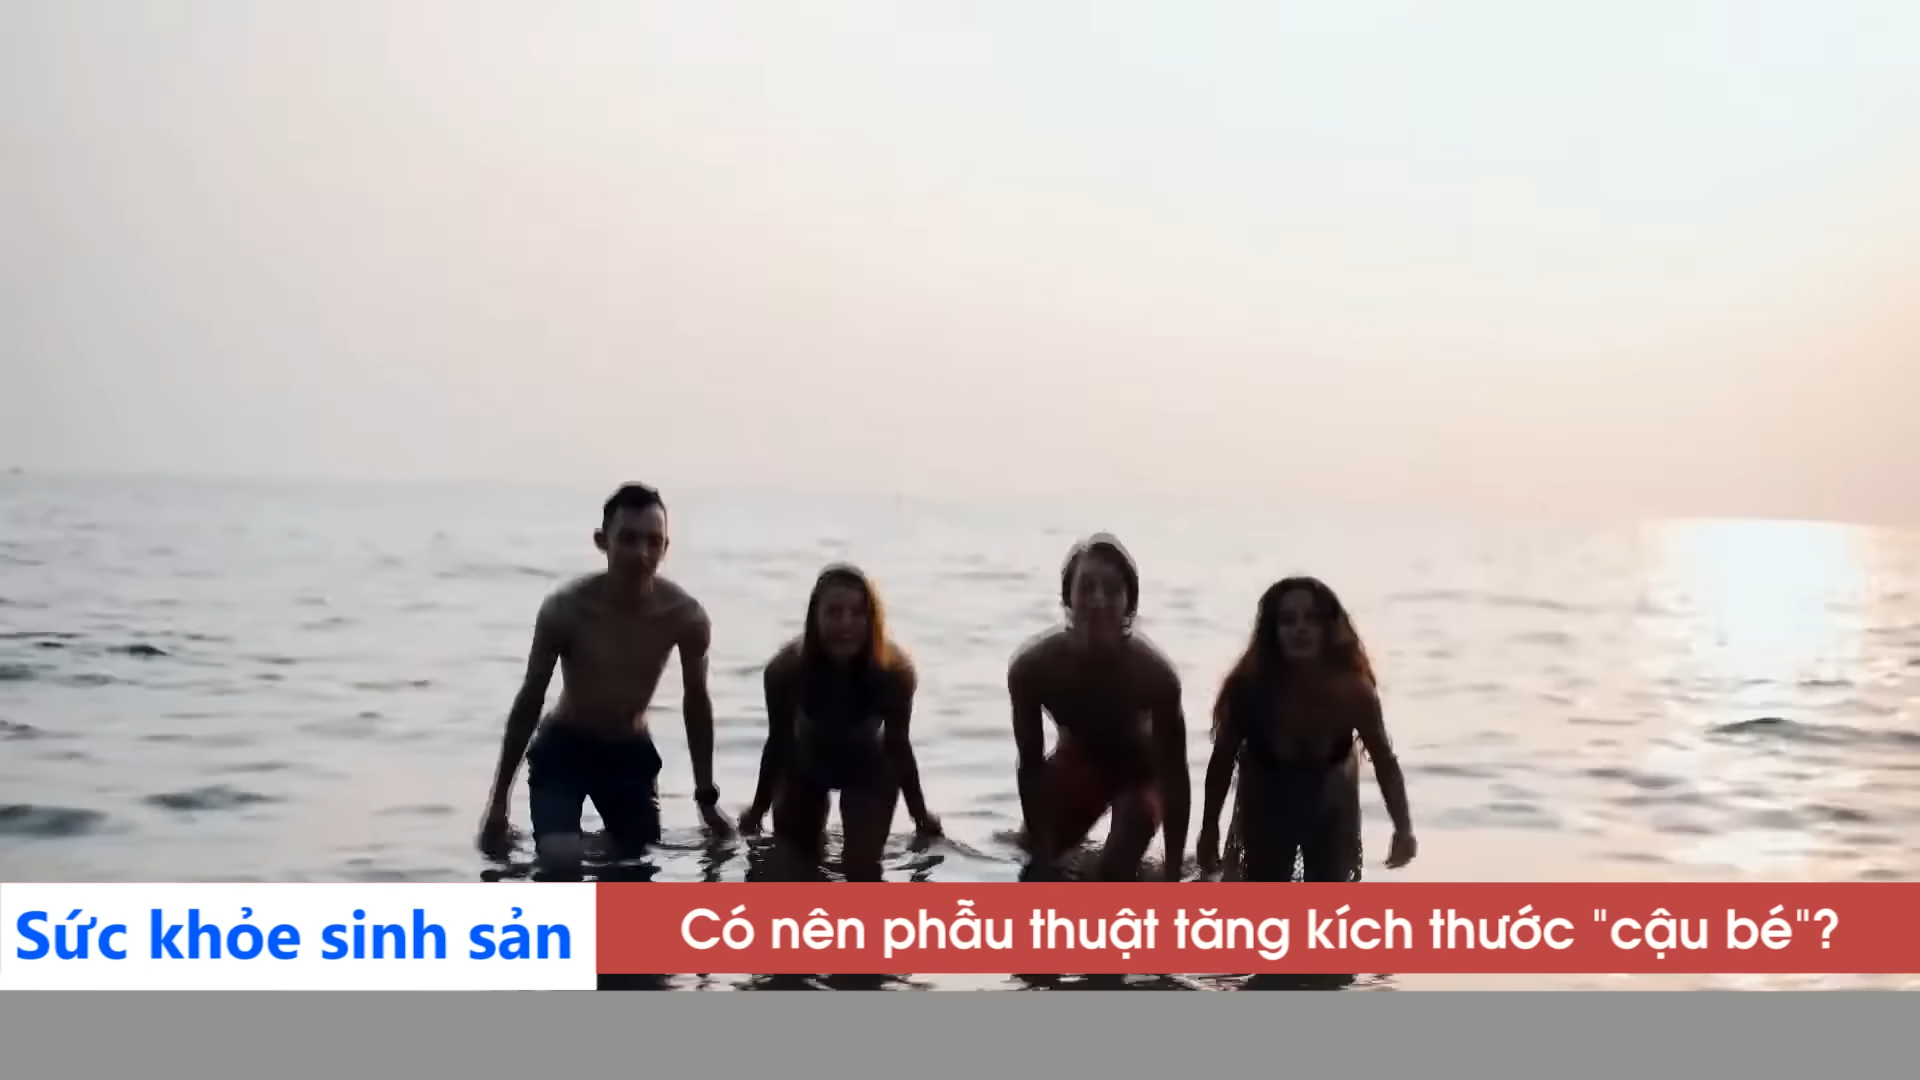 Sức khỏe sinh sản
Có nên phẫu thuật tăng kích thước "cậu bé"?